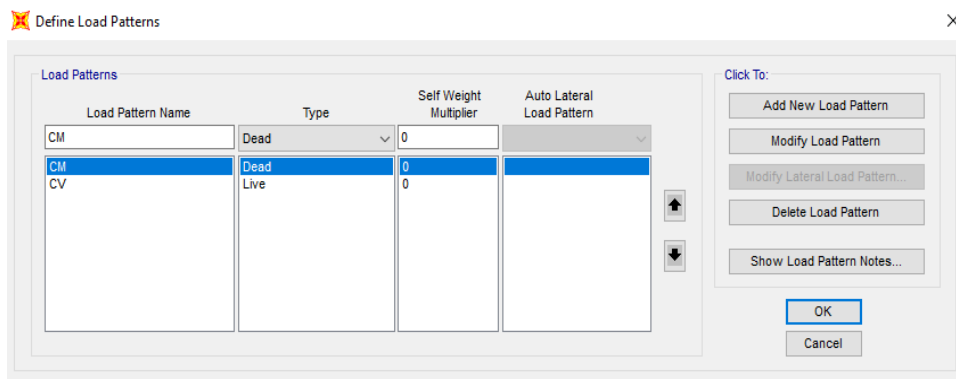 Define Load Patterns
Load Patterns
Load Pattern Name Type Self Weight Multiplier Auto Lateral Load Pattern
CM Dead 0
CM Dead 0
CV Live 0
Click To:
Add New Load Pattern
Modify Load Pattern
Modify Lateral Load Pattern...
Delete Load Pattern
Show Load Pattern Notes...
OK
Cancel